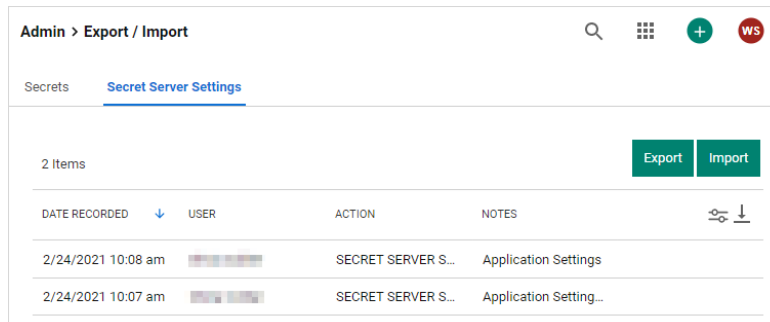 Admin > Export / Import
WS
Secrets Secret Server Settings
2 Items Export Import
DATE RECORDED USER ACTION NOTES
2/24/2021 10:08 am SECRET SERVER S... Application Settings
2/24/2021 10:07 am SECRET SERVER S... Application Setting...